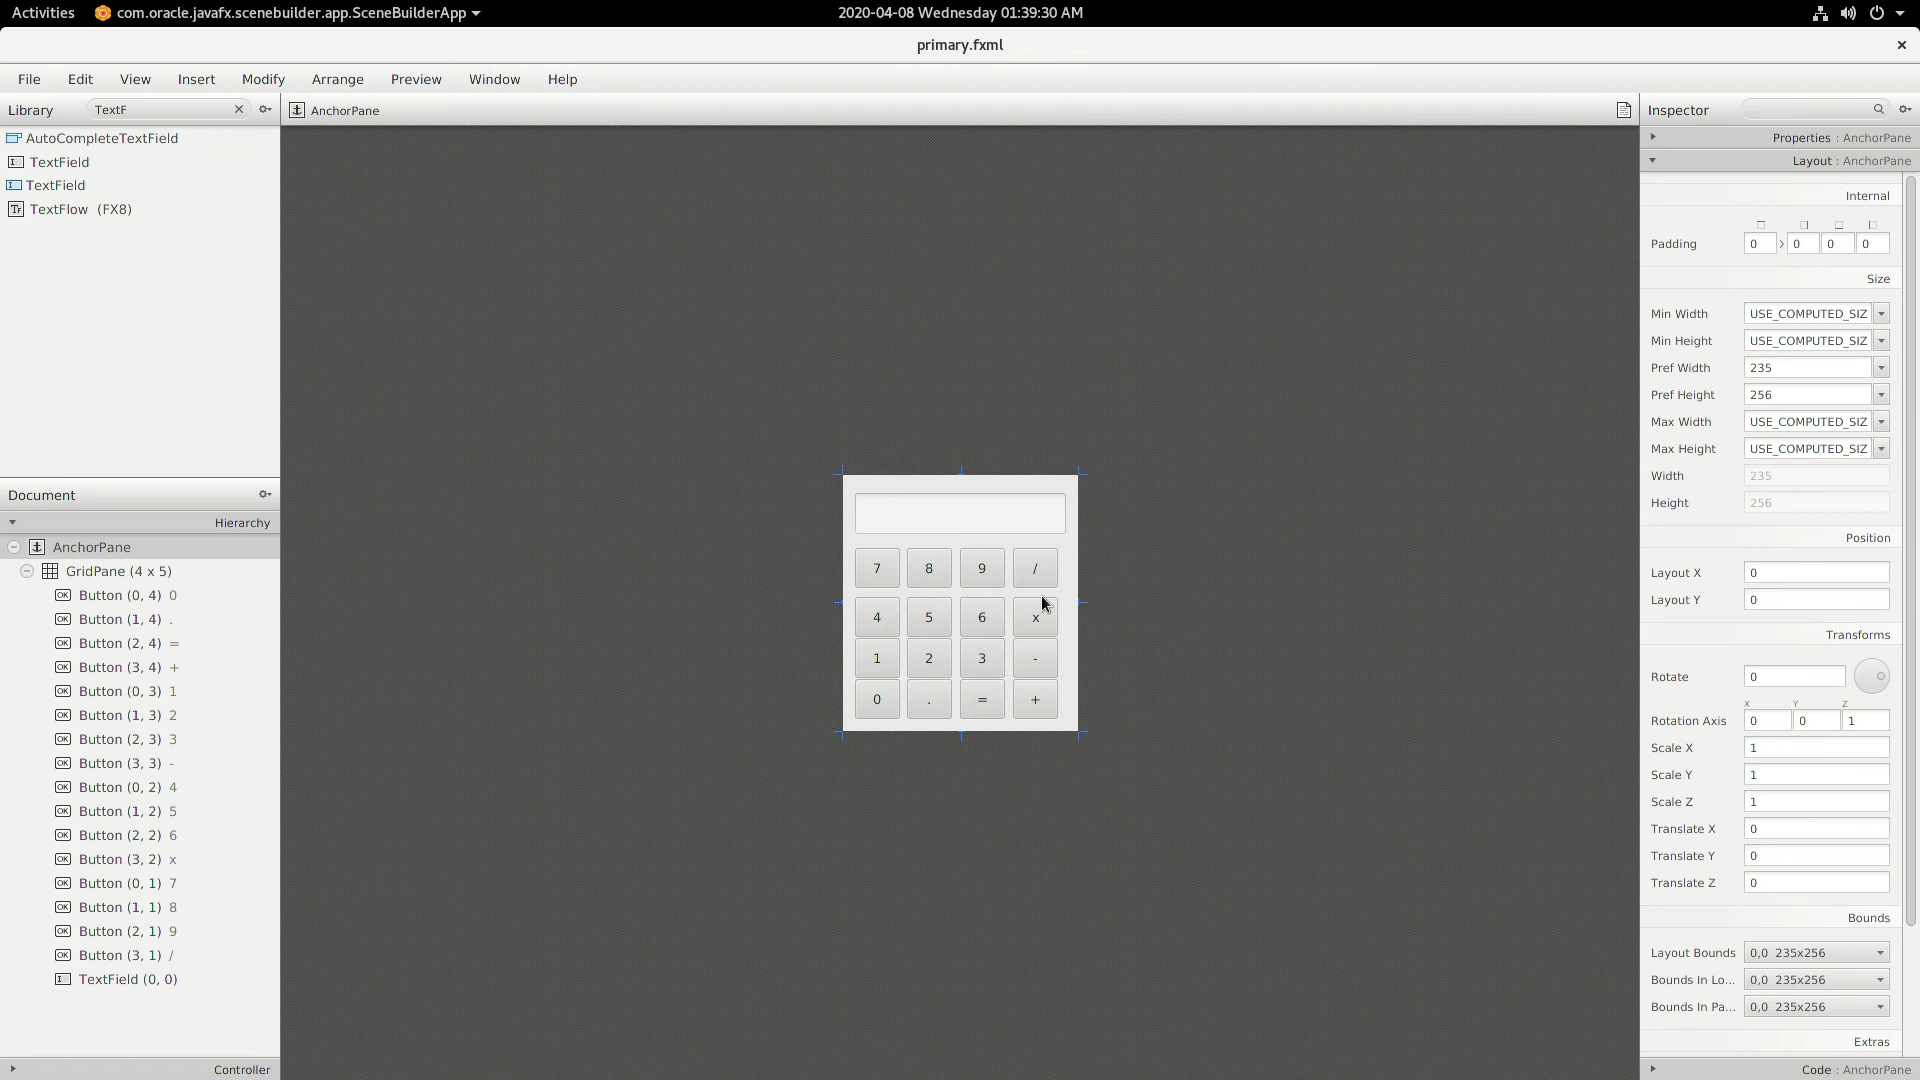 Activities com.oracle.javafx.scenebuilder.app.SceneBuilderApp 2020-04-08 Wednesday 01:39:30 AM
primary.fxml
File Edit View Insert Modify Arrange Preview Window Help
Library TextF
AutoCompleteTextField
TextField
TextField
TextFlow (FX8)
Document
Hierarchy
AnchorPane
GridPane (4 x 5)
Button (0, 4) 0
Button (1, 4) .
Button (2, 4) =
Button (3, 4) +
Button (0, 3) 1
Button (1, 3) 2
Button (2, 3) 3
Button (3, 3) -
Button (0, 2) 4
Button (1, 2) 5
Button (2, 2) 6
Button (3, 2) x
Button (0, 1) 7
Button (1, 1) 8
Button (2, 1) 9
Button (3, 1) /
TextField (0, 0)
Controller
AnchorPane
7 8 9 /
4 5 6 x
1 2 3 -
0 . = +
Inspector
Properties : AnchorPane
Layout : AnchorPane
Internal
Padding 0 0 0 0
Size
Min Width USE_COMPUTED_SIZ
Min Height USE_COMPUTED_SIZ
Pref Width 235
Pref Height 256
Max Width USE_COMPUTED_SIZ
Max Height USE_COMPUTED_SIZ
Width 235
Height 256
Position
Layout X 0
Layout Y 0
Transforms
Rotate 0
X Y Z
Rotation Axis 0 0 1
Scale X 1
Scale Y 1
Scale Z 1
Translate X 0
Translate Y 0
Translate Z 0
Bounds
Layout Bounds 0,0 235x256
Bounds In Lo... 0,0 235x256
Bounds In Pa... 0,0 235x256
Extras
Code : AnchorPane